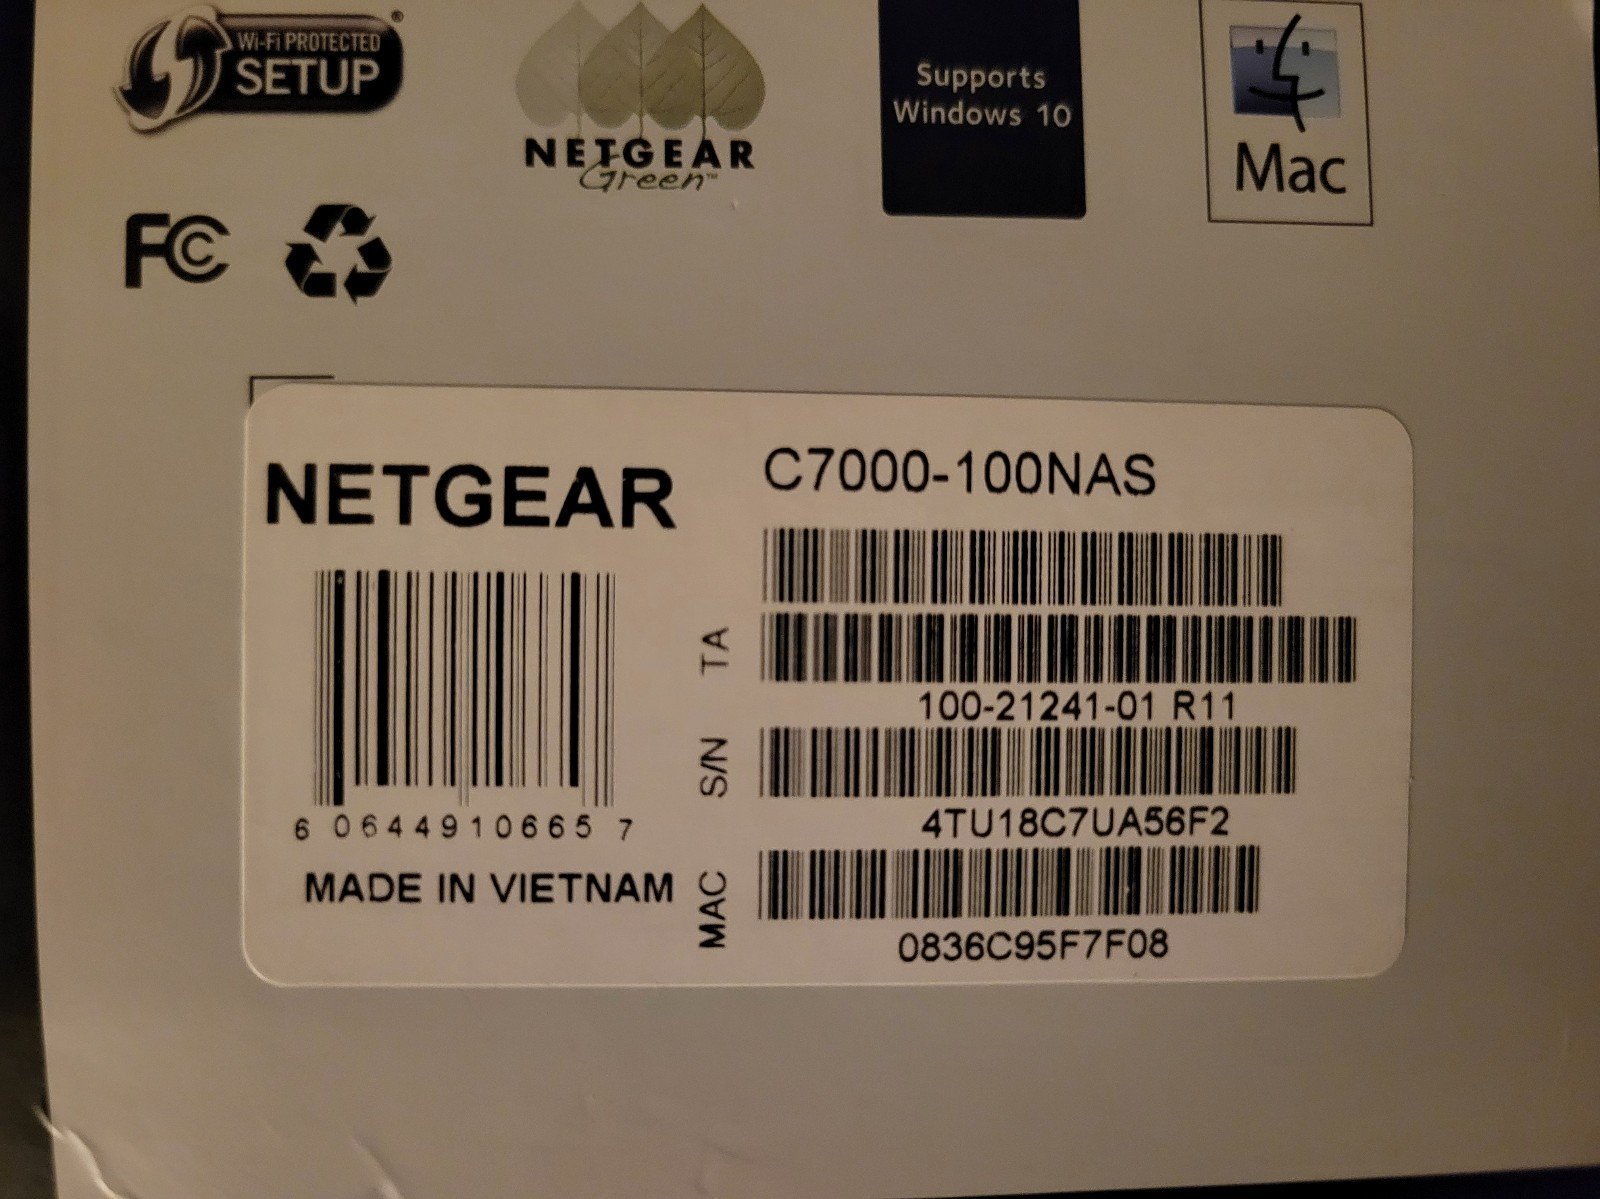 Wi-Fi PROTECTED
SETUP
®
NETGEAR
Green™
Supports
Windows 10
Mac
FC
NETGEAR
6 06449 10665 7
MADE IN VIETNAM
C7000-100NAS
TA
100-21241-01 R11
S/N
4TU18C7UA56F2
MAC
0836C95F7F08